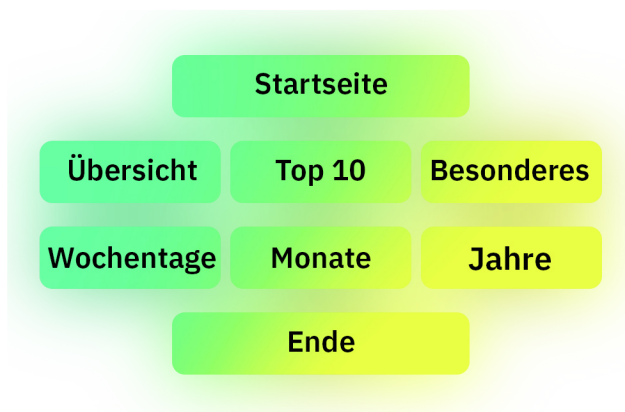 Startseite
Übersicht
Top 10
Besonderes
Wochentage
Monate
Jahre
Ende